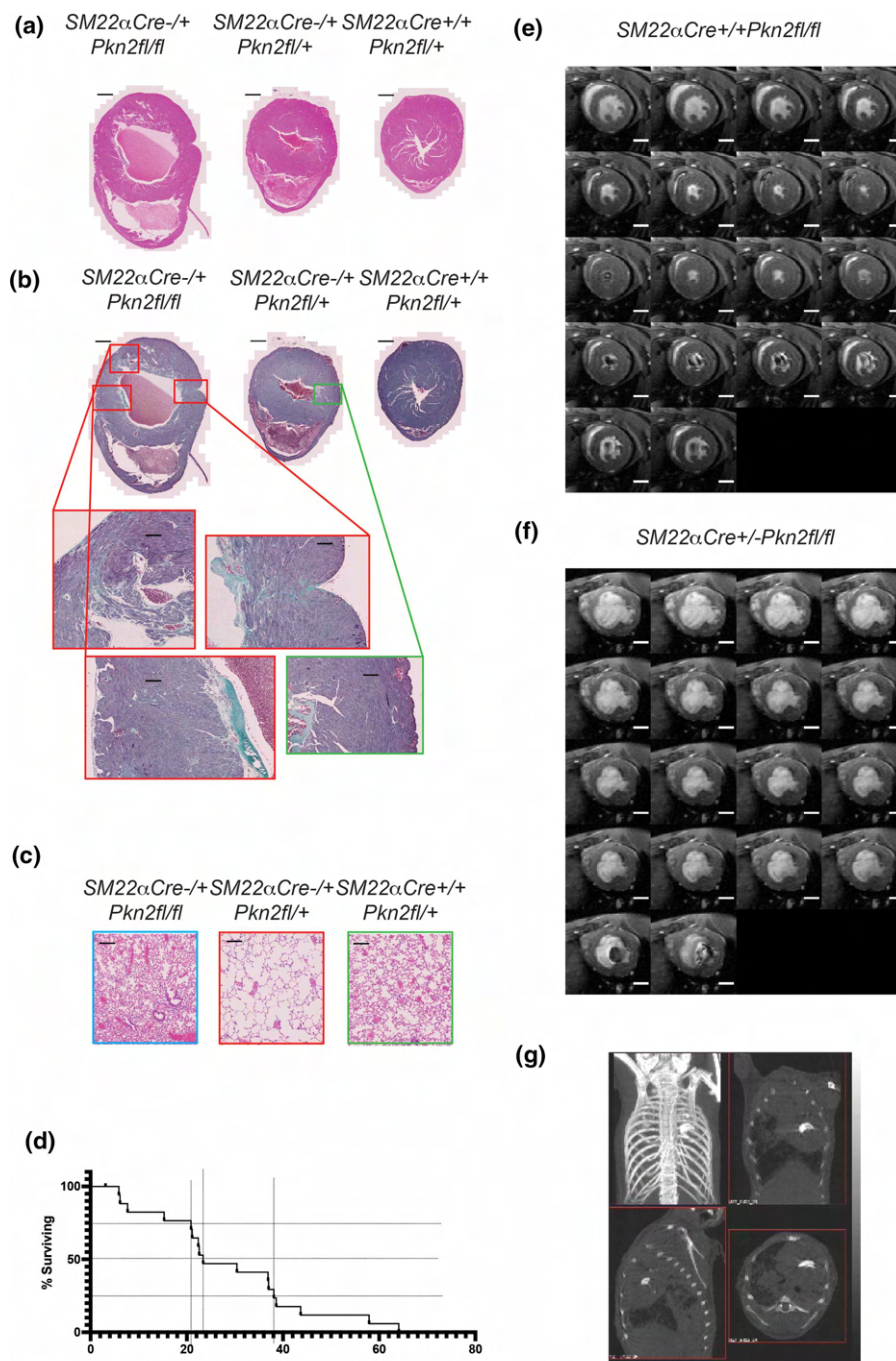 (a)
SM22αCre-/+ SM22αCre-/+ SM22αCre+/+
Pkn2fl/fl Pkn2fl/+ Pkn2fl/+
(b)
SM22αCre-/+ SM22αCre-/+ SM22αCre+/+
Pkn2fl/fl Pkn2fl/+ Pkn2fl/+
(c)
SM22αCre-/+ SM22αCre-/+ SM22αCre+/+
Pkn2fl/fl Pkn2fl/+ Pkn2fl/+
(d)
% Surviving
100
50
0
0 20 40 60 80
(e)
SM22αCre+/+Pkn2fl/fl
(f)
SM22αCre+/-Pkn2fl/fl
(g)